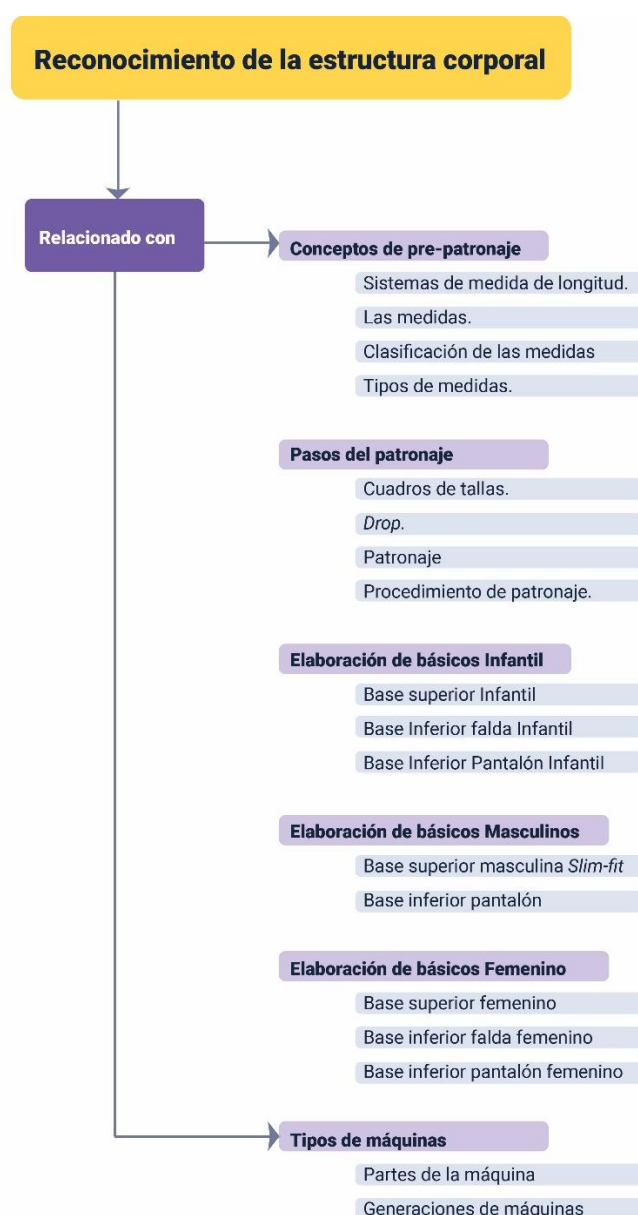 Reconocimiento de la estructura corporal
Relacionado con
Conceptos de pre-patronaje
Sistemas de medida de longitud.
Las medidas.
Clasificación de las medidas
Tipos de medidas.
Pasos del patronaje
Cuadros de tallas.
Drop.
Patronaje
Procedimiento de patronaje.
Elaboración de básicos Infantil
Base superior Infantil
Base Inferior falda Infantil
Base Inferior Pantalón Infantil
Elaboración de básicos Masculinos
Base superior masculina Slim-fit
Base inferior pantalón
Elaboración de básicos Femenino
Base superior femenino
Base inferior falda femenino
Base inferior pantalón femenino
Tipos de máquinas
Partes de la máquina
Generaciones de máquinas